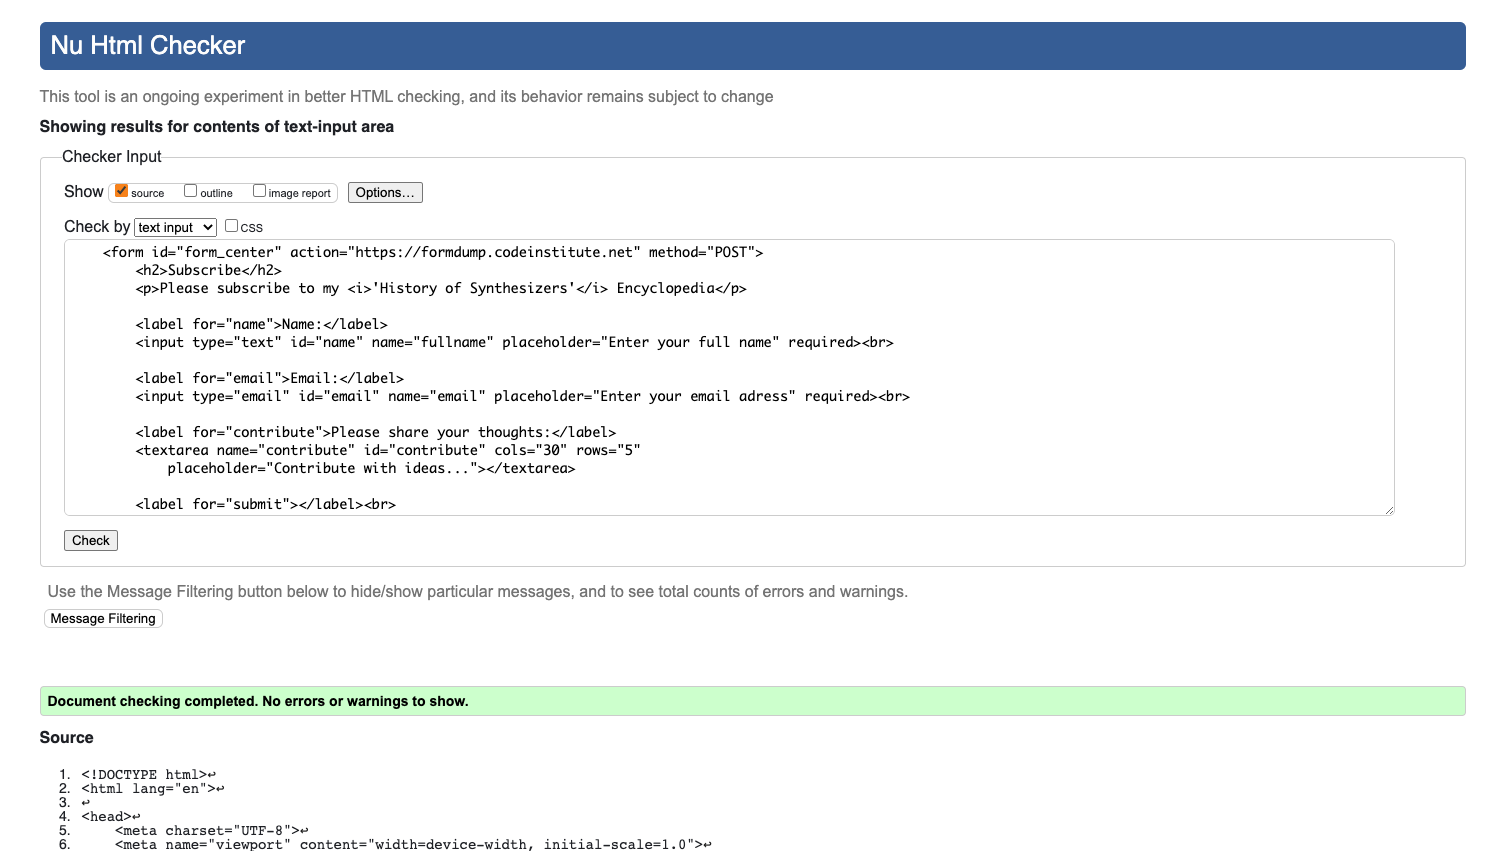 Nu Html Checker
This tool is an ongoing experiment in better HTML checking, and its behavior remains subject to change
Showing results for contents of text-input area
Checker Input
Show source outline image report Options...
Check by text input css
<form id="form_center" action="https://formdump.codeinstitute.net" method="POST">
<h2>Subscribe</h2>
<p>Please subscribe to my <i>'History of Synthesizers'</i> Encyclopedia</p>
<label for="name">Name:</label>
<input type="text" id="name" name="fullname" placeholder="Enter your full name" required><br>
<label for="email">Email:</label>
<input type="email" id="email" name="email" placeholder="Enter your email adress" required><br>
<label for="contribute">Please share your thoughts:</label>
<textarea name="contribute" id="contribute" cols="30" rows="5"
placeholder="Contribute with ideas..."></textarea>
<label for="submit"></label><br>
Check
Use the Message Filtering button below to hide/show particular messages, and to see total counts of errors and warnings.
Message Filtering
Document checking completed. No errors or warnings to show.
Source
1. <!DOCTYPE html>↩
2. <html lang="en">↩
3. ↩
4. <head>↩
5. <meta charset="UTF-8">↩
6. <meta name="viewport" content="width=device-width, initial-scale=1.0">↩